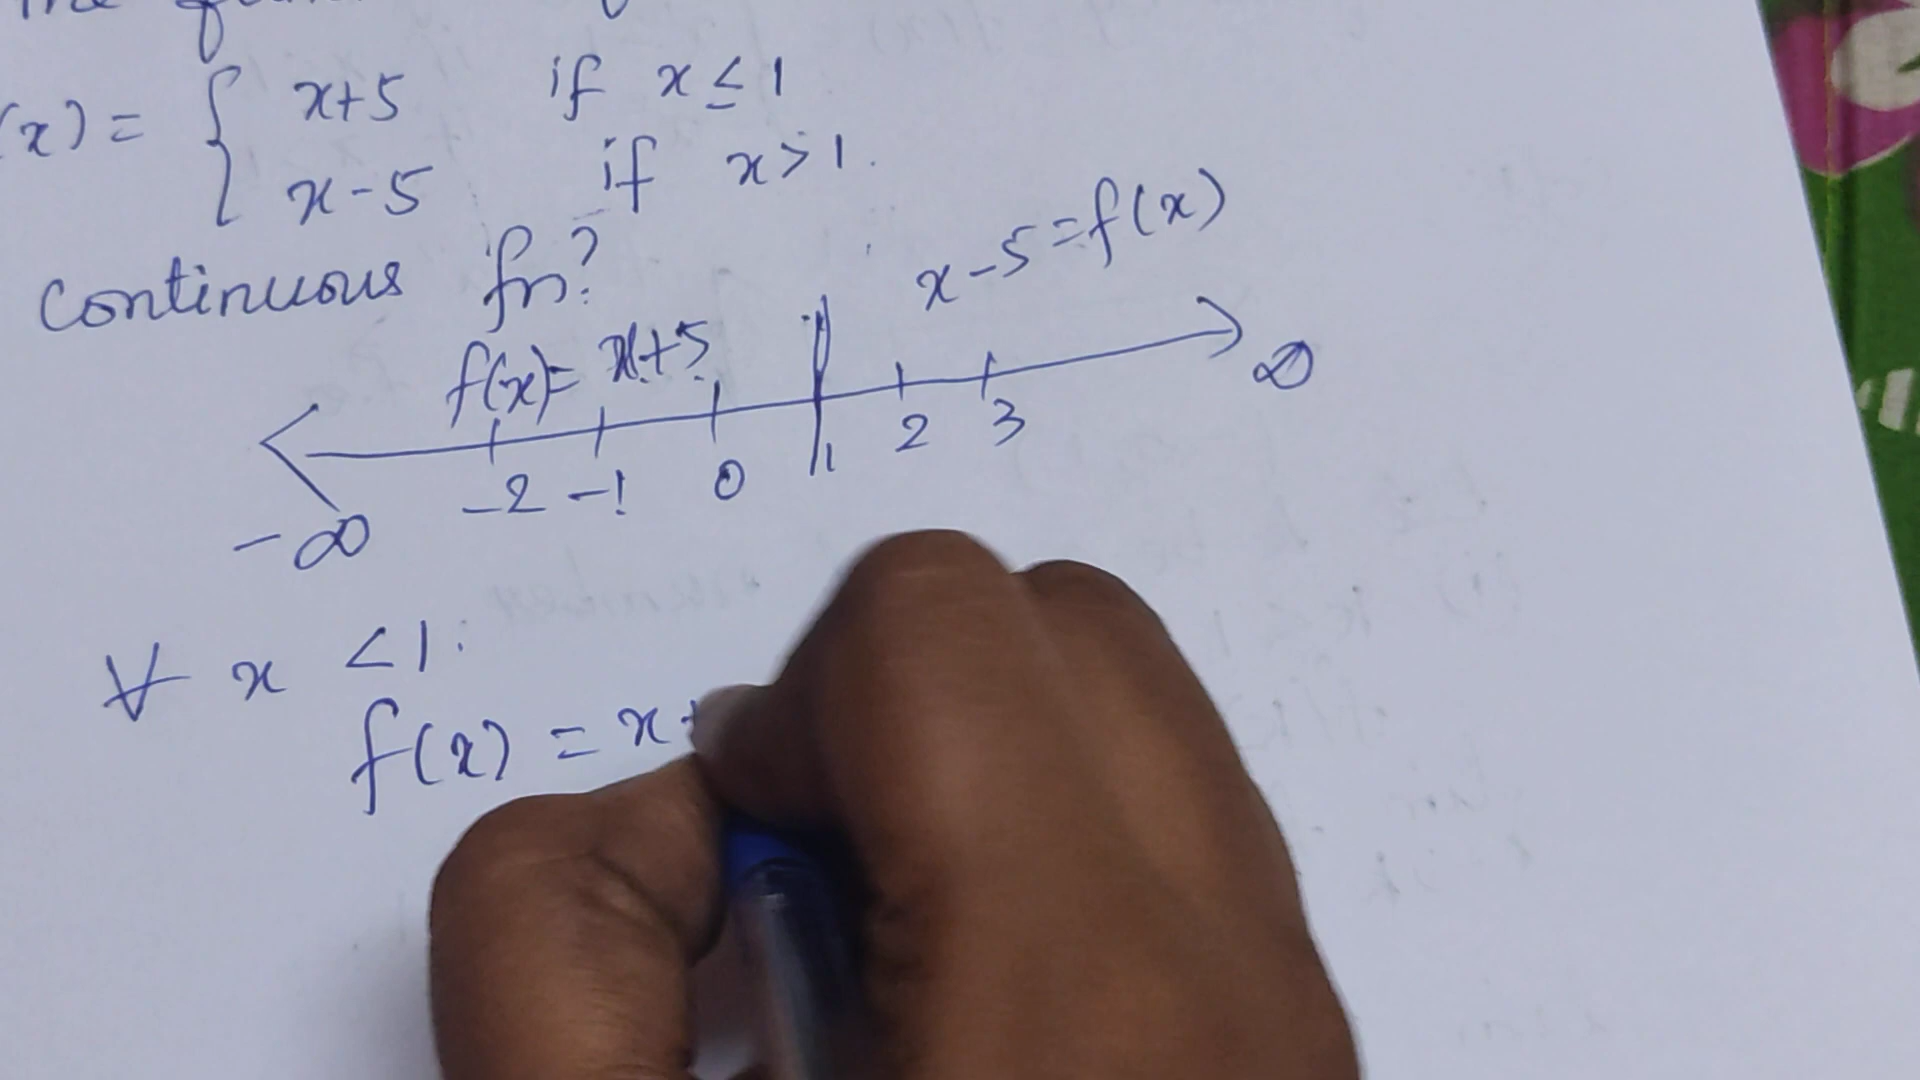 (x) = { x+5 if x ≤ 1
x-5 if x > 1.
continuous fn?
x-5 = f(x)
f(x) = x+5
-∞ -2 -1 0 1 2 3 ∞
∀ x < 1:
f(x) = x+